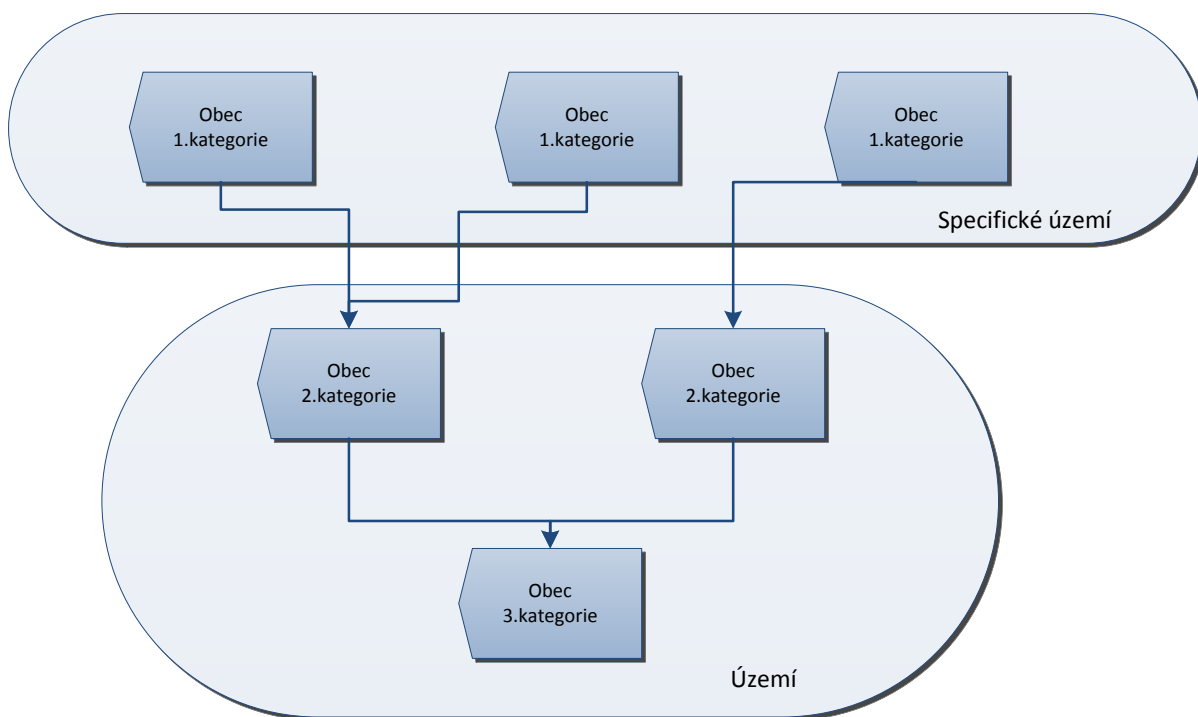 Obec
1.kategorie
Obec
1.kategorie
Obec
1.kategorie
Specifické území
Obec
2.kategorie
Obec
2.kategorie
Obec
3.kategorie
Území